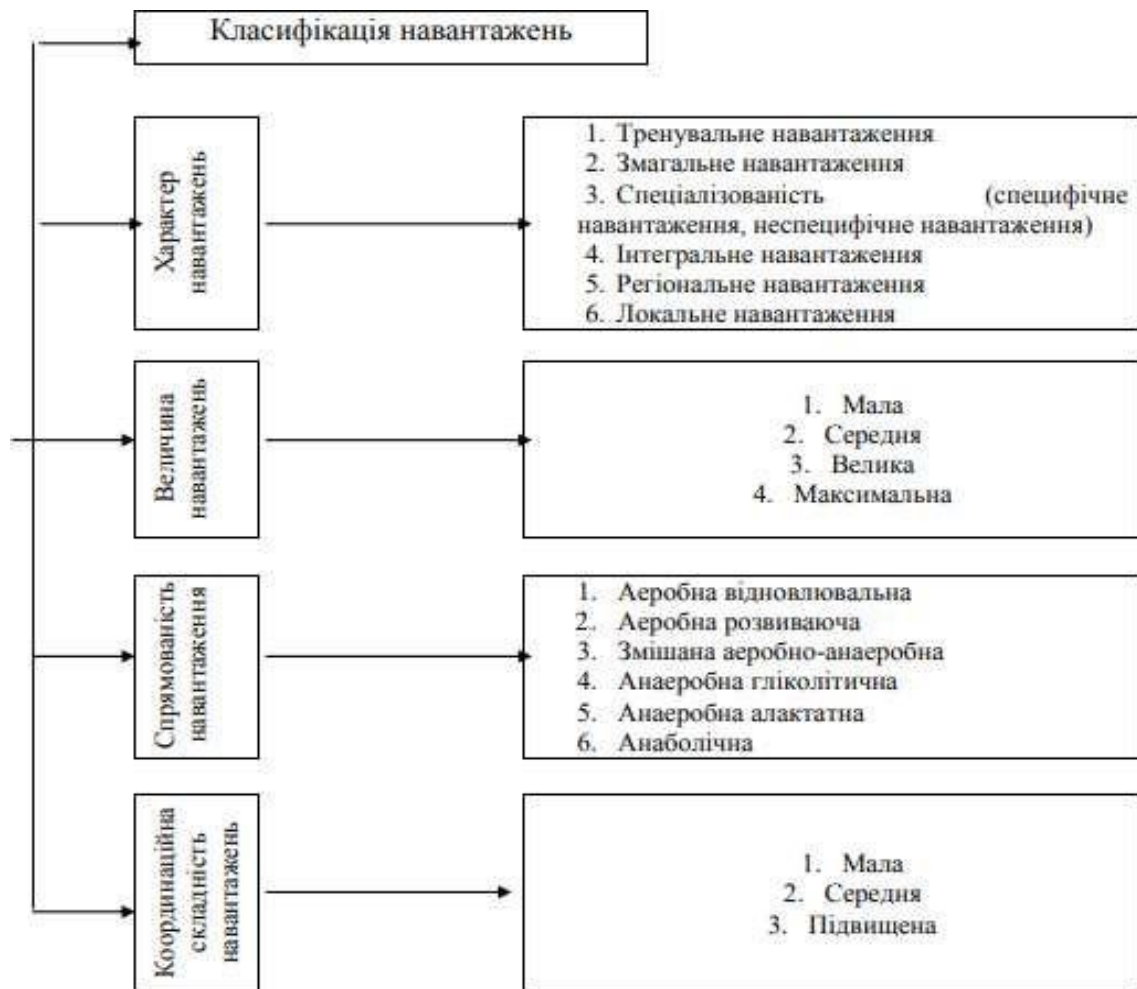 Класифікація навантажень
Характер
навантажень
1. Тренувальне навантаження
2. Змагальне навантаження
3. Спеціалізованість (специфічне
навантаження, неспецифічне навантаження)
4. Інтегральне навантаження
5. Регіональне навантаження
6. Локальне навантаження
Величина
навантажень
1. Мала
2. Середня
3. Велика
4. Максимальна
Спрямованість
навантаження
1. Аеробна відновлювальна
2. Аеробна розвиваюча
3. Змішана аеробно-анаеробна
4. Анаеробна гліколітична
5. Анаеробна алактатна
6. Анаболічна
Координаційна
складність
навантажень
1. Мала
2. Середня
3. Підвищена